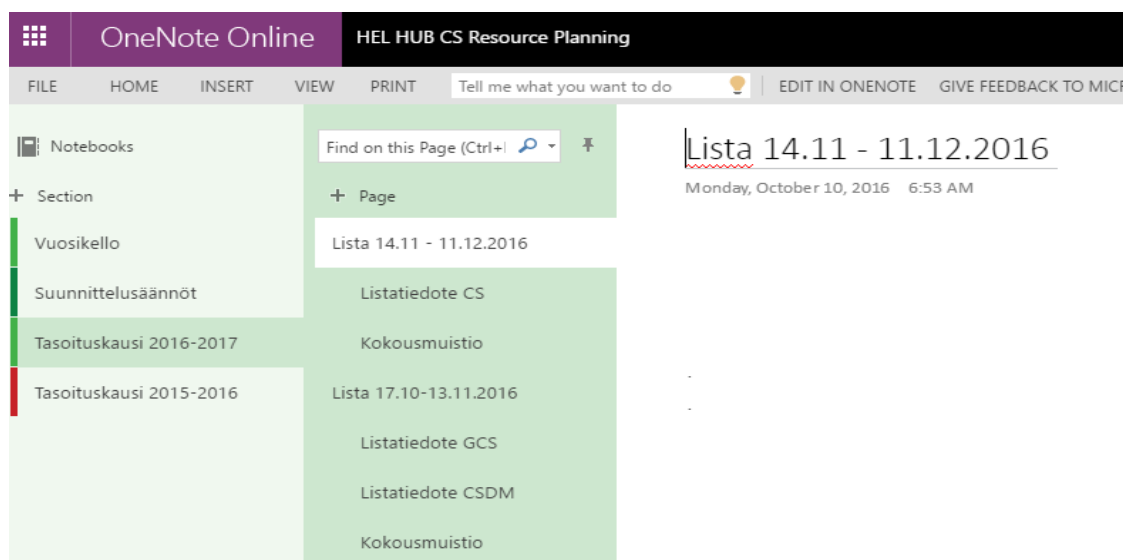 OneNote Online
HEL HUB CS Resource Planning
FILE HOME INSERT VIEW PRINT Tell me what you want to do EDIT IN ONENOTE GIVE FEEDBACK TO MICR
Notebooks
+ Section
Vuosikello
Suunnittelusäännöt
Tasoituskausi 2016-2017
Tasoituskausi 2015-2016
Find on this Page (Ctrl+
+ Page
Lista 14.11 - 11.12.2016
Listatiedote CS
Kokousmuistio
Lista 17.10-13.11.2016
Listatiedote GCS
Listatiedote CSDM
Kokousmuistio
Lista 14.11 - 11.12.2016
Monday, October 10, 2016 6:53 AM
.
.